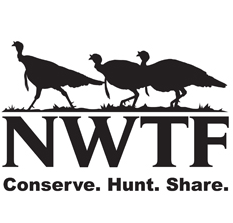 NWTF
Conserve. Hunt. Share.